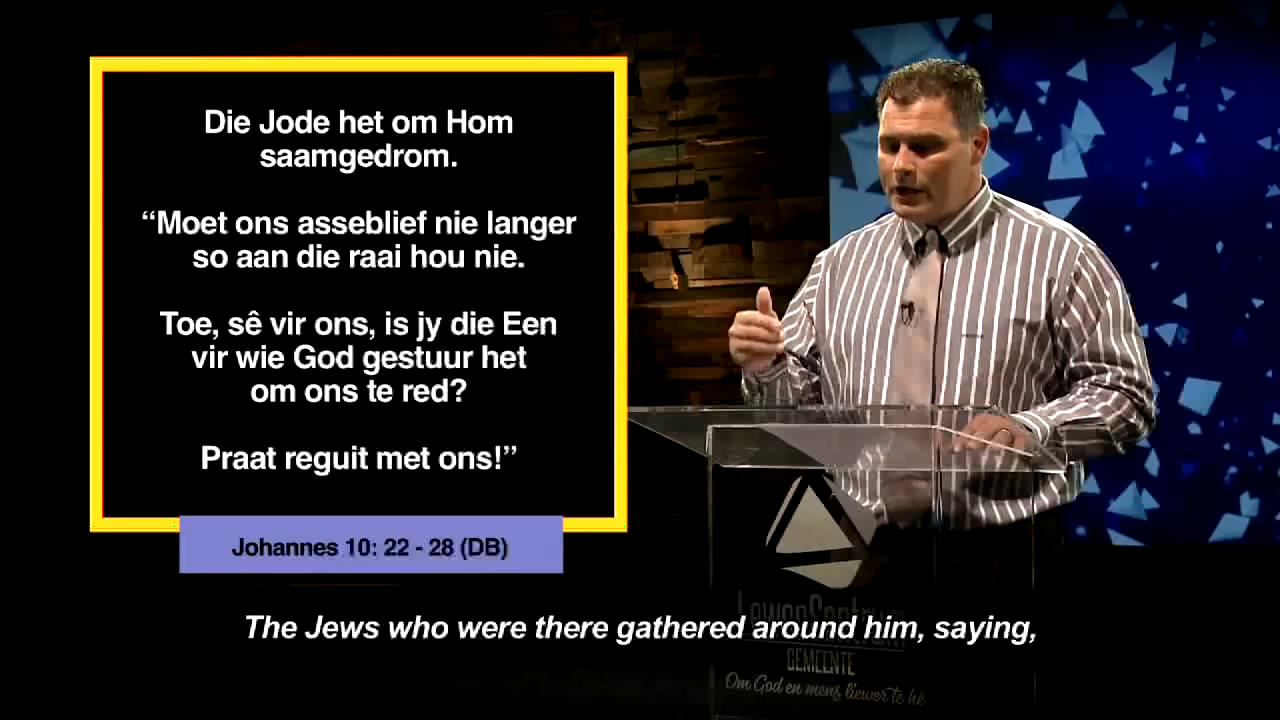 Die Jode het om Hom
saamgedrom.
“Moet ons asseblief nie langer
so aan die raai hou nie.
Toe, sê vir ons, is jy die Een
vir wie God gestuur het
om ons te red?
Praat reguit met ons!”
Johannes 10: 22 - 28 (DB)
The Jews who were there gathered around him, saying,
LewenSentrum
GEMEENTE
Om God en mens liewer te hê